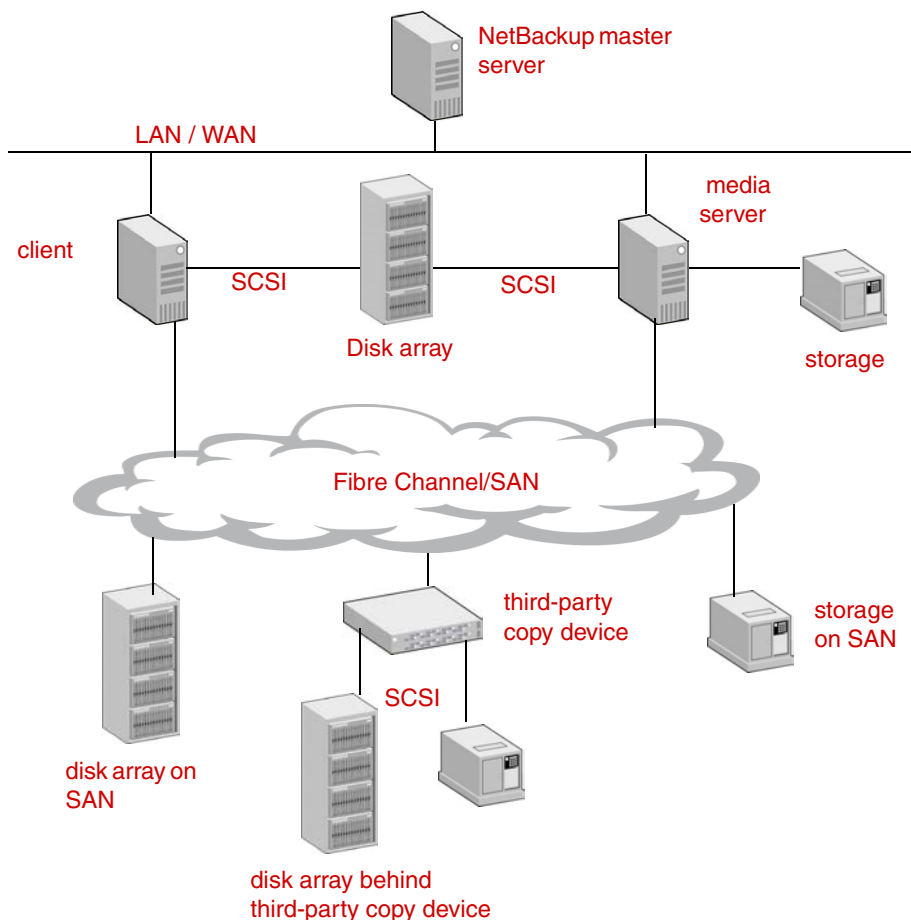 NetBackup master
server
LAN / WAN
media
server
client
SCSI
SCSI
Disk array
storage
Fibre Channel/SAN
third-party
copy device
storage
on SAN
SCSI
disk array on
SAN
disk array behind
third-party copy device